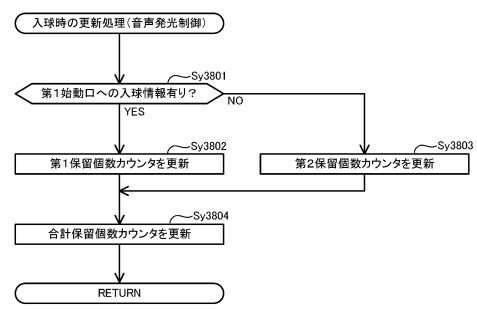 入球時の更新処理(音声発光制御)
Sy3801
第1始動口への入球情報有り?
NO
YES
Sy3802
第1保留個数カウンタを更新
Sy3803
第2保留個数カウンタを更新
Sy3804
合計保留個数カウンタを更新
RETURN